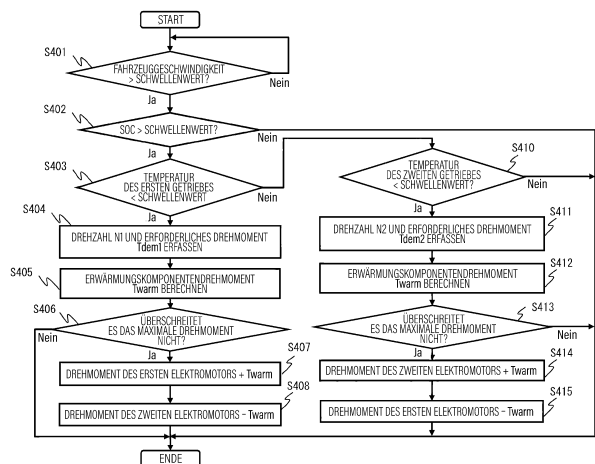 START
S401
FAHRZEUGGESCHWINDIGKEIT
> SCHWELLENWERT?
Nein
Ja
S402
SOC > SCHWELLENWERT?
Nein
Ja
S403
TEMPERATUR
DES ERSTEN GETRIEBES
< SCHWELLENWERT
Nein
Ja
S404
DREHZAHL N1 UND ERFORDERLICHES DREHMOMENT
Tdem1 ERFASSEN
S405
ERWÄRMUNGSKOMPONENTENDREHMOMENT
Twarm BERECHNEN
S406
ÜBERSCHREITET
ES DAS MAXIMALE DREHMOMENT
NICHT?
Nein
Ja
S407
DREHMOMENT DES ERSTEN ELEKTROMOTORS + Twarm
S408
DREHMOMENT DES ZWEITEN ELEKTROMOTORS – Twarm
ENDE
S410
TEMPERATUR
DES ZWEITEN GETRIEBES
< SCHWELLENWERT?
Nein
Ja
S411
DREHZAHL N2 UND ERFORDERLICHES DREHMOMENT
Tdem2 ERFASSEN
S412
ERWÄRMUNGSKOMPONENTENDREHMOMENT
Twarm BERECHNEN
S413
ÜBERSCHREITET
ES DAS MAXIMALE DREHMOMENT
NICHT?
Nein
Ja
S414
DREHMOMENT DES ZWEITEN ELEKTROMOTORS + Twarm
S415
DREHMOMENT DES ERSTEN ELEKTROMOTORS – Twarm